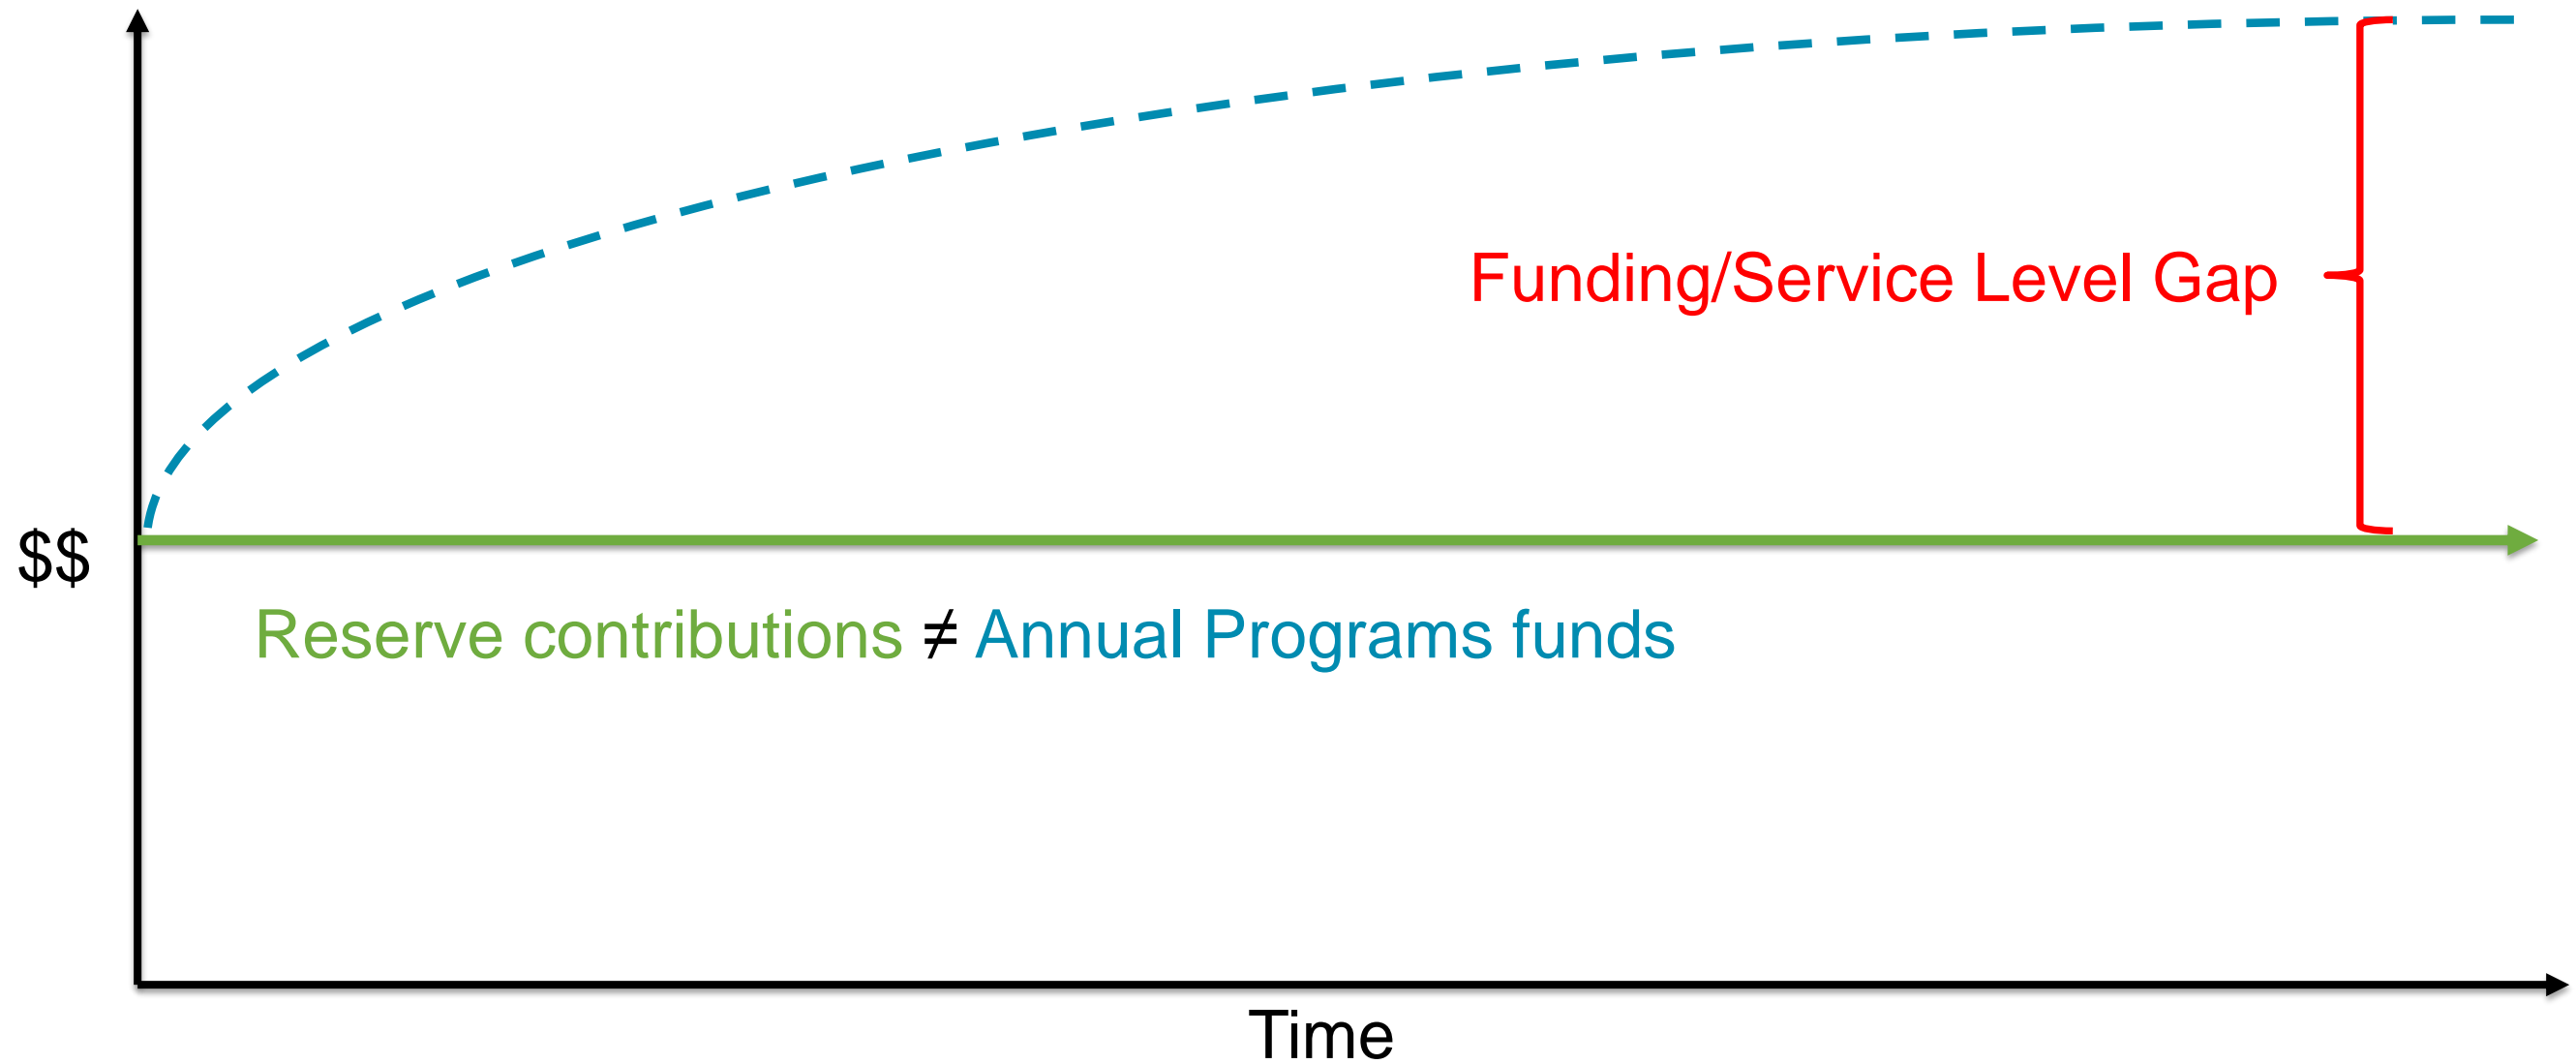 Funding/Service Level Gap
$$
Reserve contributions ≠ Annual Programs funds
Time